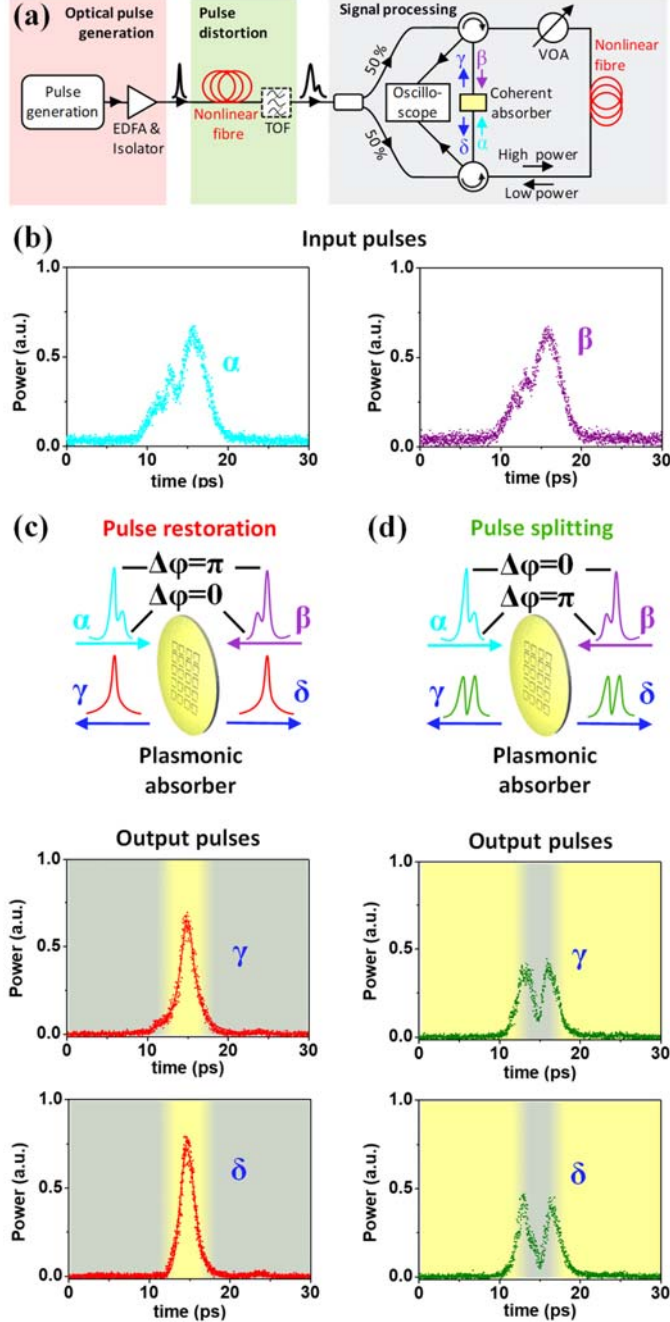 (a)
Optical pulse
generation
Pulse
distortion
Signal processing
Pulse
generation
EDFA &
Isolator
Nonlinear
fibre
TOF
50%
50%
Oscillo-
scope
γ
β
δ
α
Coherent
absorber
VOA
Nonlinear
fibre
High power
Low power
(b)
Input pulses
Power (a.u.)
1.0
0.5
0.0
α
0 10 20 30
time (ps)
Power (a.u.)
1.0
0.5
0.0
β
0 10 20 30
time (ps)
(c)
Pulse restoration
Δφ=π
Δφ=0
α
β
γ
δ
Plasmonic
absorber
(d)
Pulse splitting
Δφ=0
Δφ=π
α
β
γ
δ
Plasmonic
absorber
Output pulses
Power (a.u.)
1.0
0.5
0.0
γ
0 10 20 30
time (ps)
Output pulses
Power (a.u.)
1.0
0.5
0.0
γ
0 10 20 30
time (ps)
Power (a.u.)
1.0
0.5
0.0
δ
0 10 20 30
time (ps)
Power (a.u.)
1.0
0.5
0.0
δ
0 10 20 30
time (ps)